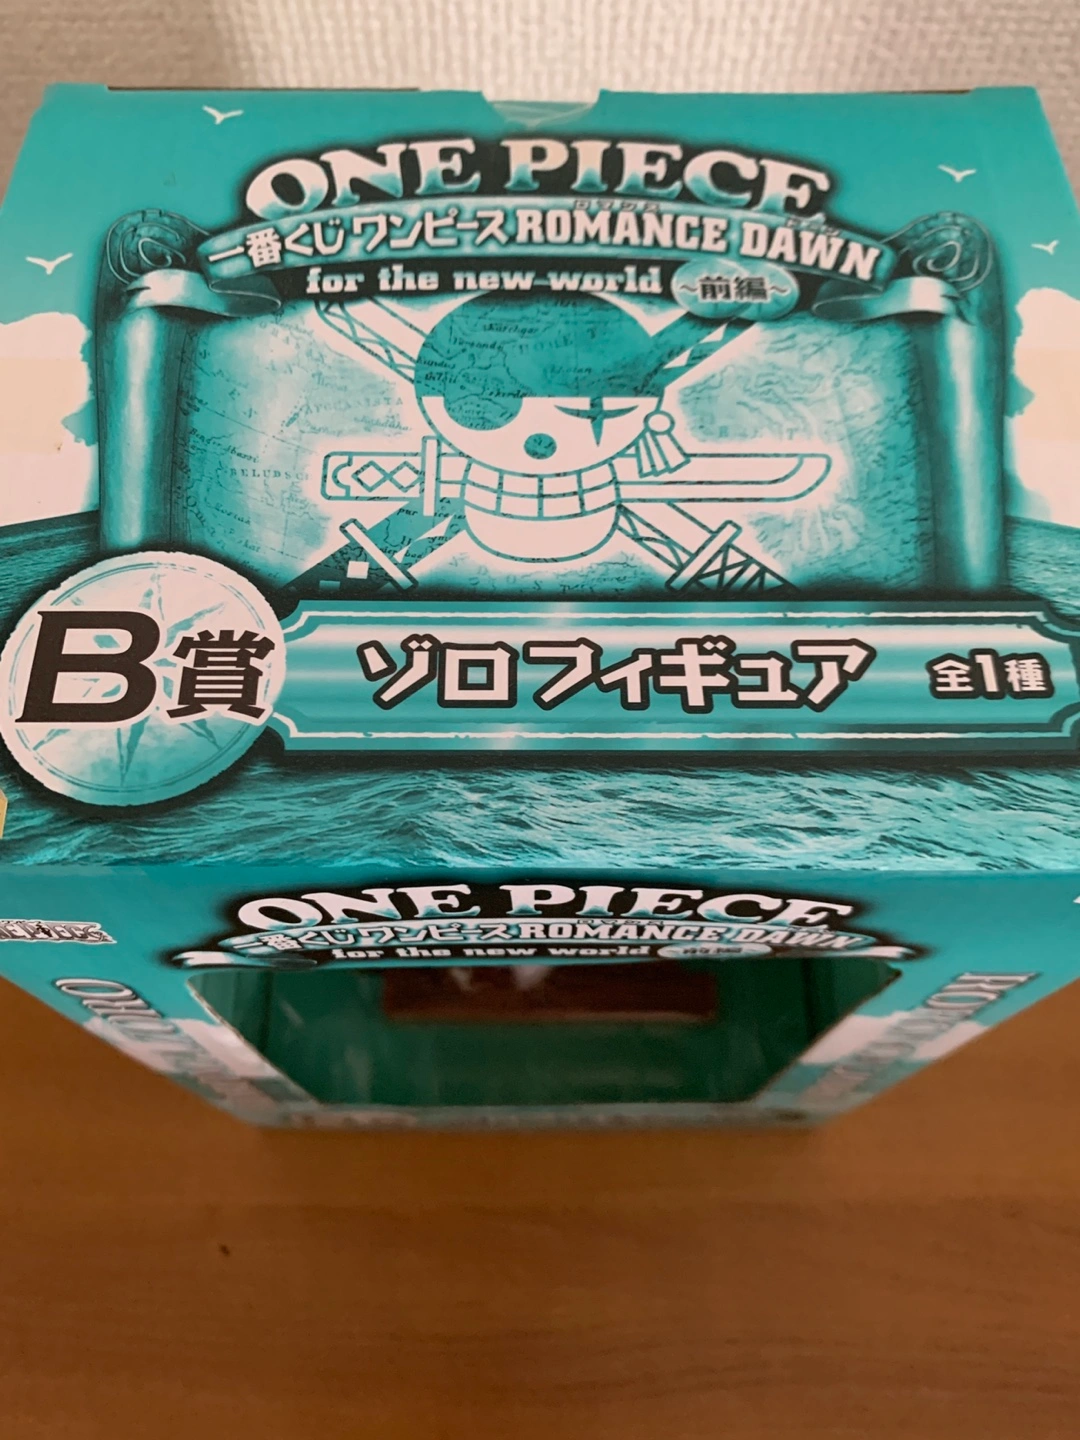 ONE PIECE
ロマンス ドーン
一番くじ ワンピース ROMANCE DAWN
for the new world ～前編～
B賞
ゾロフィギュア 全1種
ONE PIECE
一番くじ ワンピース ROMANCE DAWN
for the new world 前編